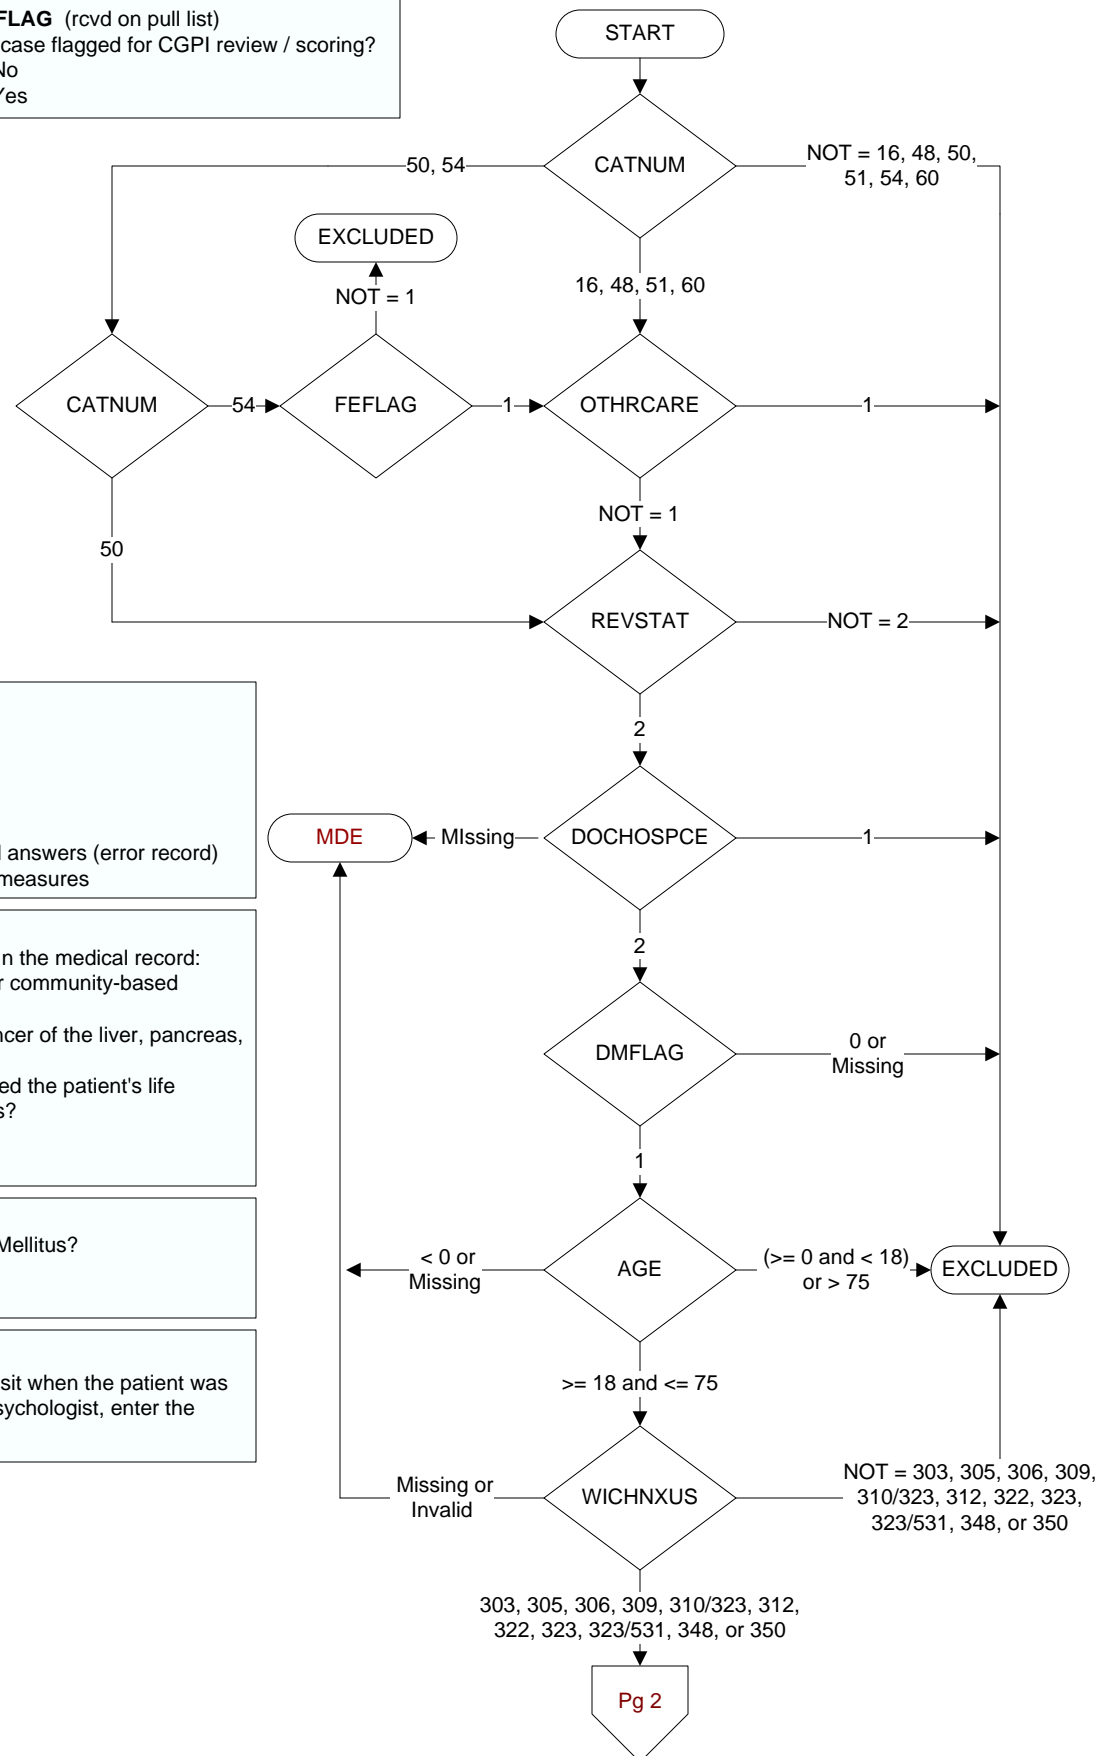 FLAG (rcvd on pull list)
case flagged for CGPI review / scoring?
No
Yes
START
CATNUM
50, 54
NOT = 16, 48, 50,
51, 54, 60
EXCLUDED
NOT = 1
16, 48, 51, 60
CATNUM
54
FEFLAG
1
OTHRCARE
1
NOT = 1
50
REVSTAT
NOT = 2
2
answers (error record)
measures
MDE
MIssing
DOCHOSPCE
1
2
in the medical record:
community-based
cancer of the liver, pancreas,
the patient's life
DMFLAG
0 or
Missing
1
Mellitus?
< 0 or
Missing
AGE
(>= 0 and < 18)
or > 75
EXCLUDED
>= 18 and <= 75
visit when the patient was
psychologist, enter the
Missing or
Invalid
WICHNXUS
NOT = 303, 305, 306, 309,
310/323, 312, 322, 323,
323/531, 348, or 350
303, 305, 306, 309, 310/323, 312,
322, 323, 323/531, 348, or 350
Pg 2